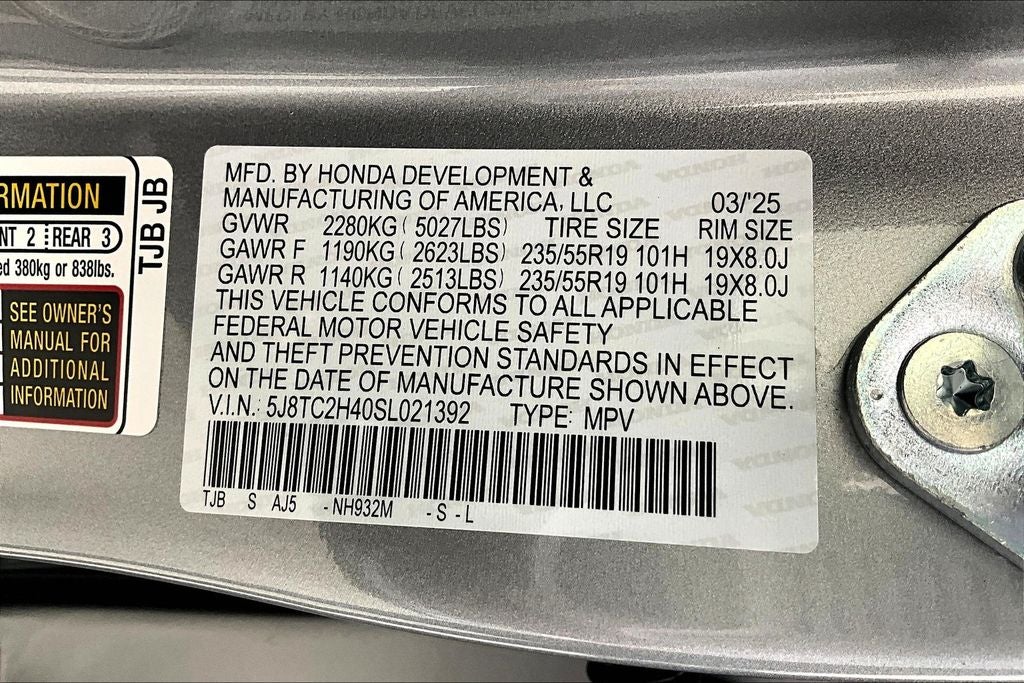 RMATION
NT 2 REAR 3
ed 380kg or 838lbs.
SEE OWNER'S
MANUAL FOR
ADDITIONAL
INFORMATION
TJB JB
MFD. BY HONDA DEVELOPMENT &
MANUFACTURING OF AMERICA, LLC 03/'25
GVWR 2280KG ( 5027LBS) TIRE SIZE RIM SIZE
GAWR F 1190KG ( 2623LBS) 235/55R19 101H 19X8.0J
GAWR R 1140KG ( 2513LBS) 235/55R19 101H 19X8.0J
THIS VEHICLE CONFORMS TO ALL APPLICABLE
FEDERAL MOTOR VEHICLE SAFETY
AND THEFT PREVENTION STANDARDS IN EFFECT
ON THE DATE OF MANUFACTURE SHOWN ABOVE.
V.I.N.: 5J8TC2H40SL021392 TYPE: MPV
TJB S AJ5 - NH932M - S - L